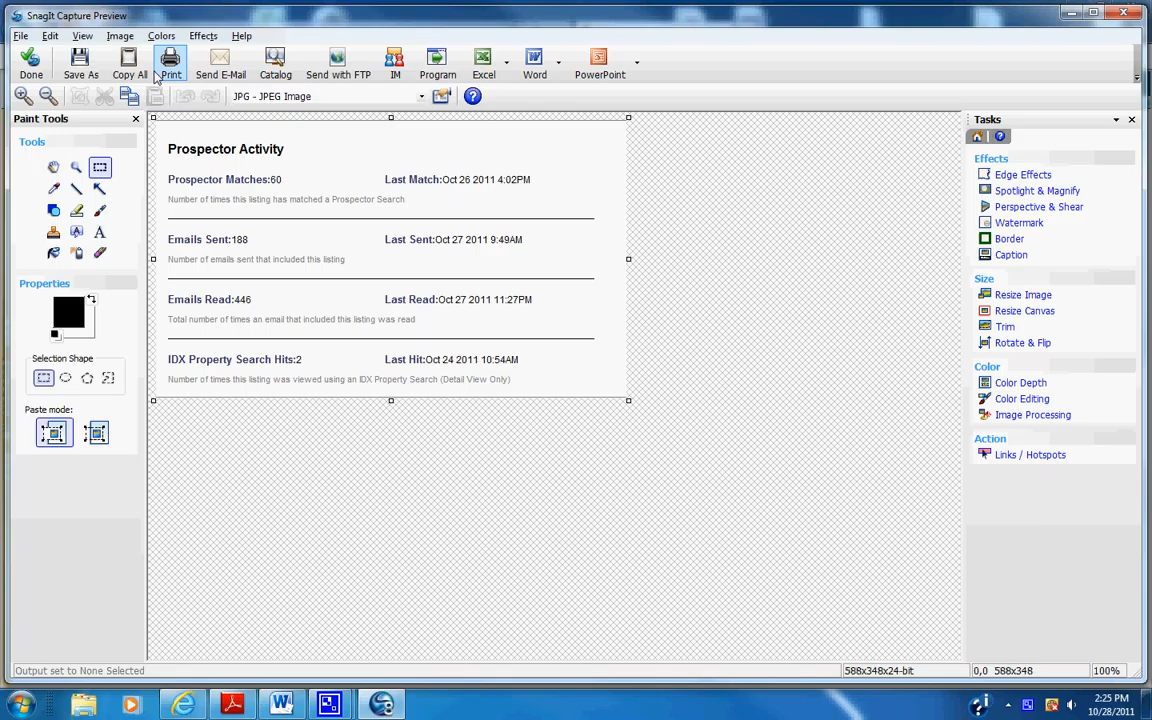 SnagIt Capture Preview
File Edit View Image Colors Effects Help
Done Save As Copy All Print Send E-Mail Catalog Send with FTP IM Program Excel Word PowerPoint
JPG - JPEG Image
Paint Tools
Tools
Properties
Selection Shape
Paste mode:
Prospector Activity
Prospector Matches:60 Last Match:Oct 26 2011 4:02PM
Number of times this listing has matched a Prospector Search
Emails Sent:188 Last Sent:Oct 27 2011 9:49AM
Number of emails sent that included this listing
Emails Read:446 Last Read:Oct 27 2011 11:27PM
Total number of times an email that included this listing was read
IDX Property Search Hits:2 Last Hit:Oct 24 2011 10:54AM
Number of times this listing was viewed using an IDX Property Search (Detail View Only)
Tasks
Effects
Edge Effects
Spotlight & Magnify
Perspective & Shear
Watermark
Border
Caption
Size
Resize Image
Resize Canvas
Trim
Rotate & Flip
Color
Color Depth
Color Editing
Image Processing
Action
Links / Hotspots
Output set to None Selected 588x348x24-bit 0,0 588x348 100%
2:25 PM
10/28/2011